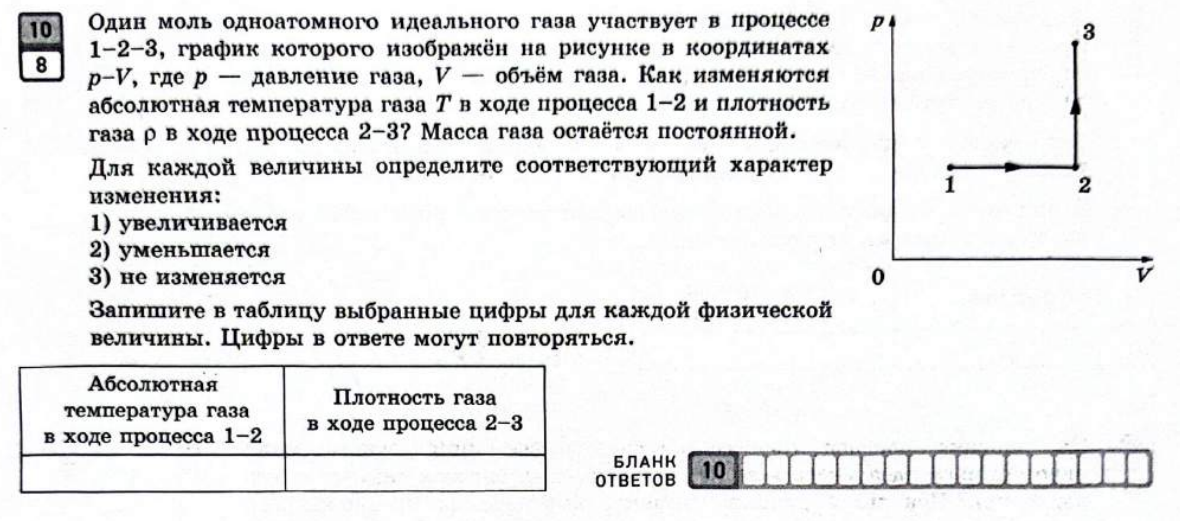 10
8
Один моль одноатомного идеального газа участвует в процессе
1–2–3, график которого изображён на рисунке в координатах
p–V, где p — давление газа, V — объём газа. Как изменяются
абсолютная температура газа T в ходе процесса 1–2 и плотность
газа ρ в ходе процесса 2–3? Масса газа остаётся постоянной.
Для каждой величины определите соответствующий характер
изменения:
1) увеличивается
2) уменьшается
3) не изменяется
Запишите в таблицу выбранные цифры для каждой физической
величины. Цифры в ответе могут повторяться.
p
3
1
2
0
V
Абсолютная
температура газа
в ходе процесса 1–2
Плотность газа
в ходе процесса 2–3
БЛАНК
ОТВЕТОВ
10